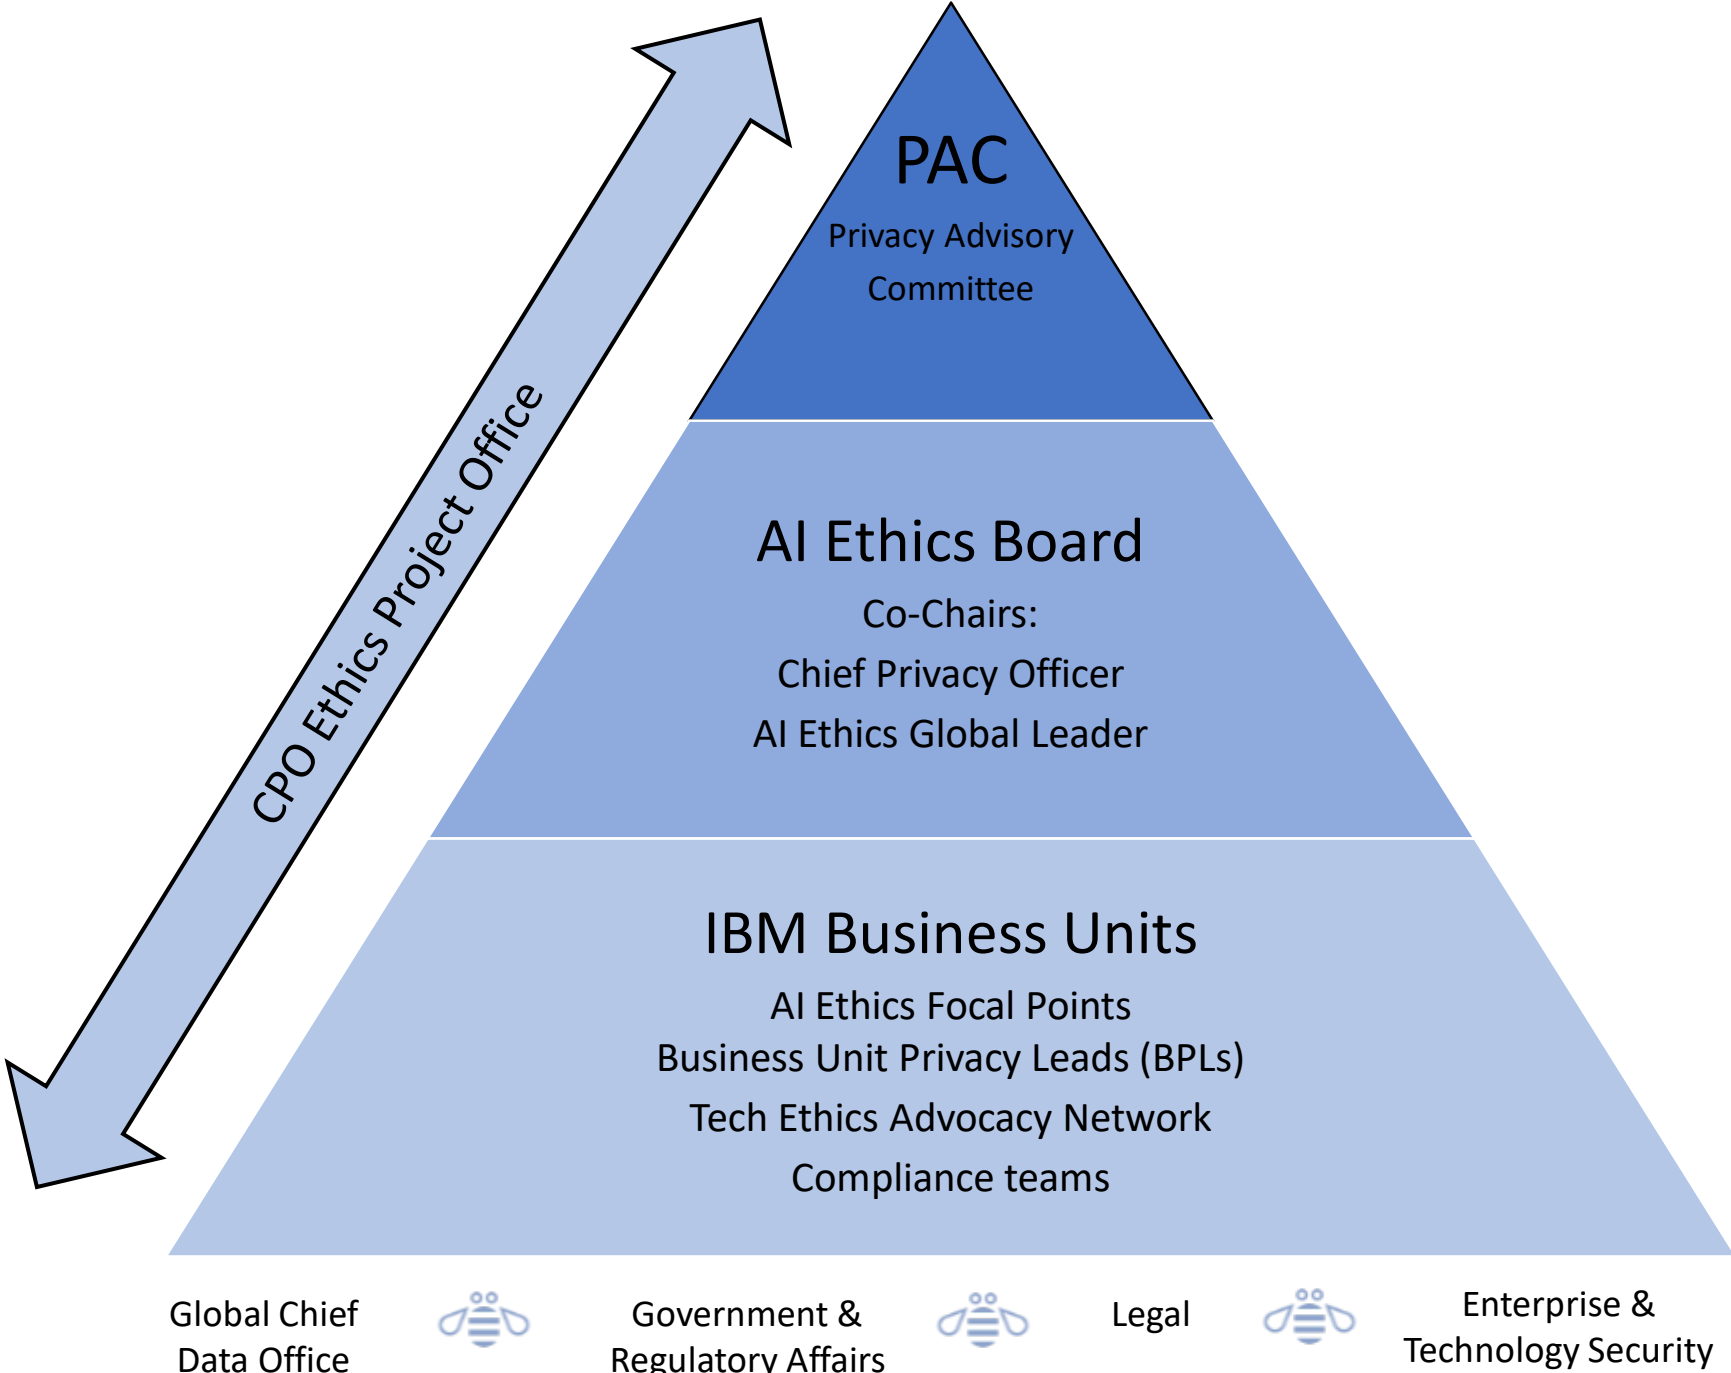 CPO Ethics Project Office
PAC
Privacy Advisory
Committee
AI Ethics Board
Co-Chairs:
Chief Privacy Officer
AI Ethics Global Leader
IBM Business Units
AI Ethics Focal Points
Business Unit Privacy Leads (BPLs)
Tech Ethics Advocacy Network
Compliance teams
Global Chief
Data Office
Government &
Regulatory Affairs
Legal
Enterprise &
Technology Security